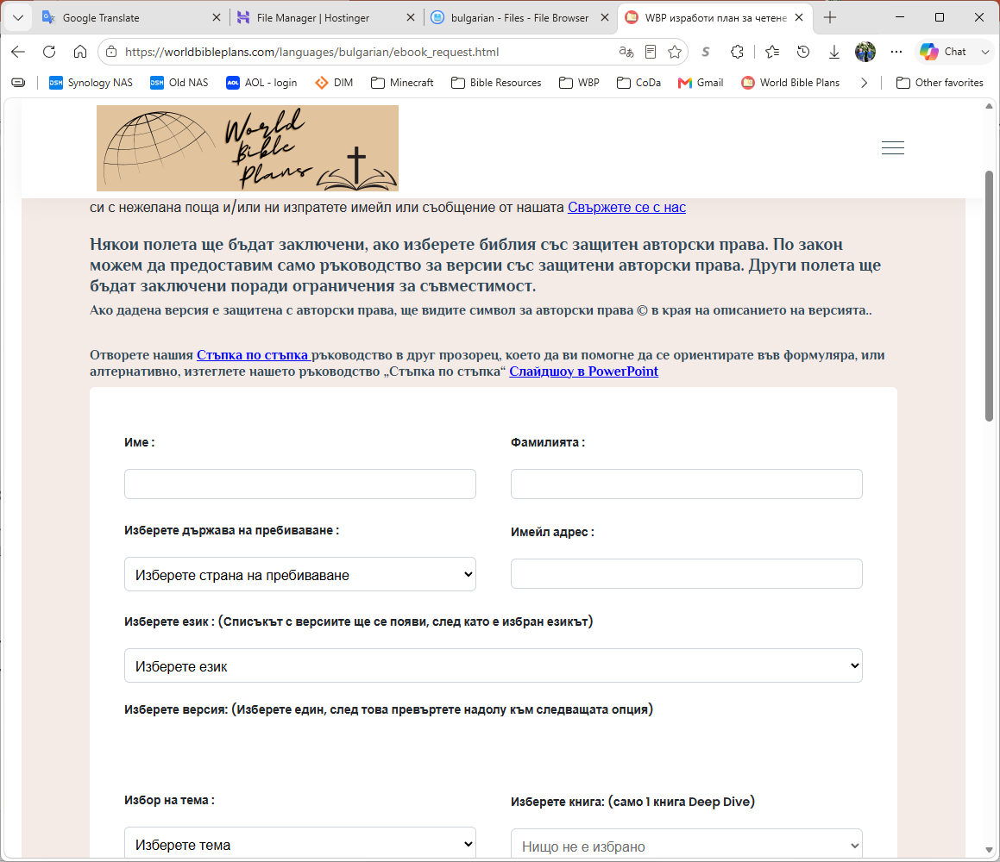 Google Translate
File Manager | Hostinger
bulgarian - Files - File Browser
WBP изработи план за четене
https://worldbibleplans.com/languages/bulgarian/ebook_request.html
Chat
Synology NAS
Old NAS
AOL - login
DIM
Minecraft
Bible Resources
WBP
CoDa
Gmail
World Bible Plans
Other favorites
World
Bible
Plans
си с нежелана поща и/или ни изпратете имейл или съобщение от нашата Свържете се с нас
Някои полета ще бъдат заключени, ако изберете библия със защитен авторски права. По закон
можем да предоставим само ръководство за версии със защитени авторски права. Други полета ще
бъдат заключени поради ограничения за съвместимост.
Ако дадена версия е защитена с авторски права, ще видите символ за авторски права © в края на описанието на версията..
Отворете нашия Стъпка по стъпка ръководство в друг прозорец, което да ви помогне да се ориентирате във формуляра, или
алтернативно, изтеглете нашето ръководство „Стъпка по стъпка“ Слайдшоу в PowerPoint
Име :
Фамилията :
Изберете държава на пребиваване :
Имейл адрес :
Изберете страна на пребиваване
Изберете език : (Списъкът с версиите ще се появи, след като е избран езикът)
Изберете език
Изберете версия: (Изберете един, след това превъртете надолу към следващата опция)
Избор на тема :
Изберете книга: (само 1 книга Deep Dive)
Изберете тема
Нищо не е избрано